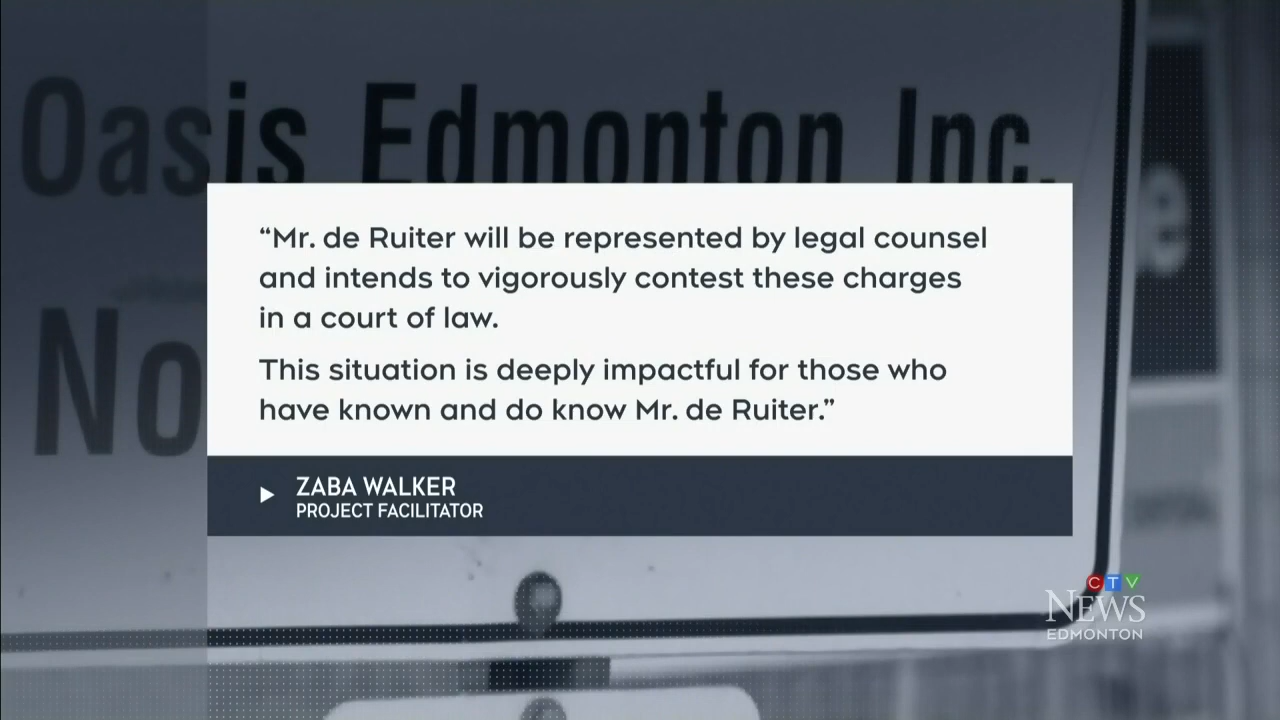 Oasis Edmonton Inc.
No
“Mr. de Ruiter will be represented by legal counsel
and intends to vigorously contest these charges
in a court of law.
This situation is deeply impactful for those who
have known and do know Mr. de Ruiter.”
ZABA WALKER
PROJECT FACILITATOR
CTV
NEWS
EDMONTON